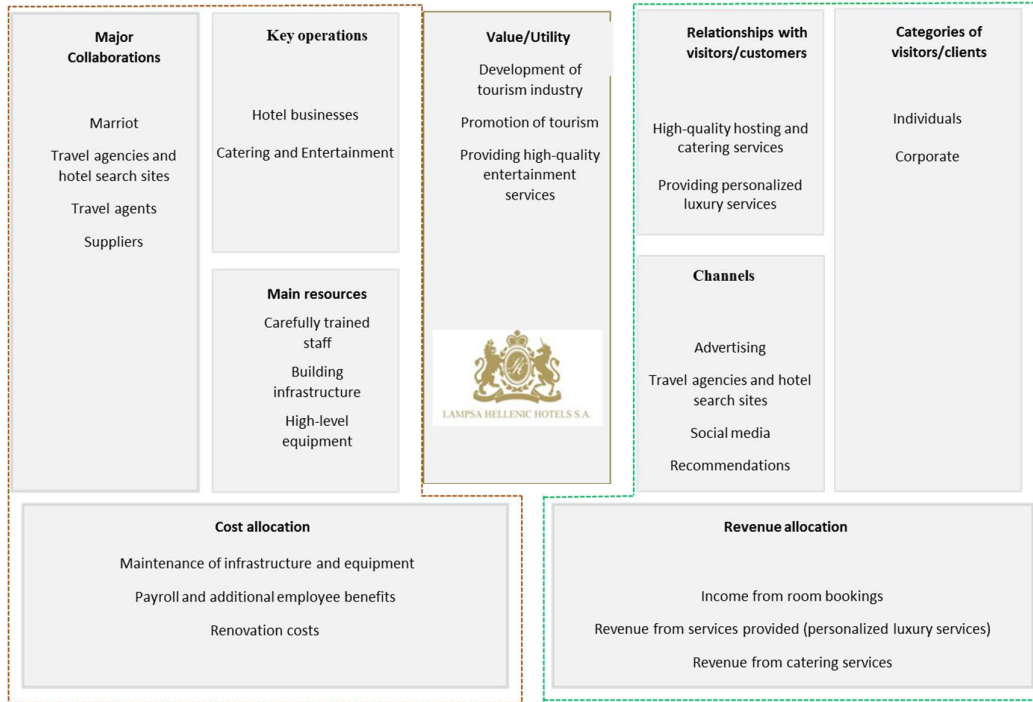 Major
Collaborations
Marriot
Travel agencies and
hotel search sites
Travel agents
Suppliers
Key operations
Hotel businesses
Catering and Entertainment
Main resources
Carefully trained
staff
Building
infrastructure
High-level
equipment
Value/Utility
Development of
tourism industry
Promotion of tourism
Providing high-quality
entertainment
services
LAMPSA HELLENIC HOTELS S.A.
Relationships with
visitors/customers
High-quality hosting and
catering services
Providing personalized
luxury services
Channels
Advertising
Travel agencies and hotel
search sites
Social media
Recommendations
Categories of
visitors/clients
Individuals
Corporate
Cost allocation
Maintenance of infrastructure and equipment
Payroll and additional employee benefits
Renovation costs
Revenue allocation
Income from room bookings
Revenue from services provided (personalized luxury services)
Revenue from catering services